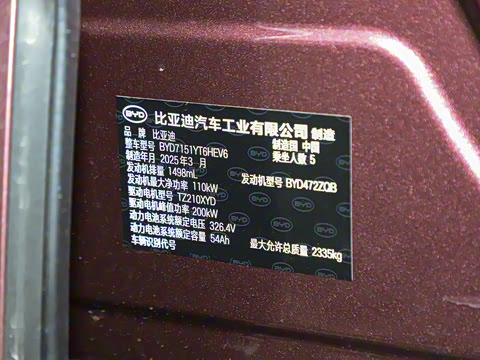 BYD 比亚迪汽车工业有限公司 制造
品 牌 比亚迪 制造国 中国
整车型号 BYD7151YT6HEV6 乘坐人数 5
制造年月 2025年3 月
发动机排量 1498mL
发动机最大净功率 110kW 发动机型号 BYD472ZQB
驱动电机型号 TZ210XYD
驱动电机峰值功率 200kW
动力电池系统额定电压 326.4V
动力电池系统额定容量 54Ah 最大允许总质量 2335kg
车辆识别代号